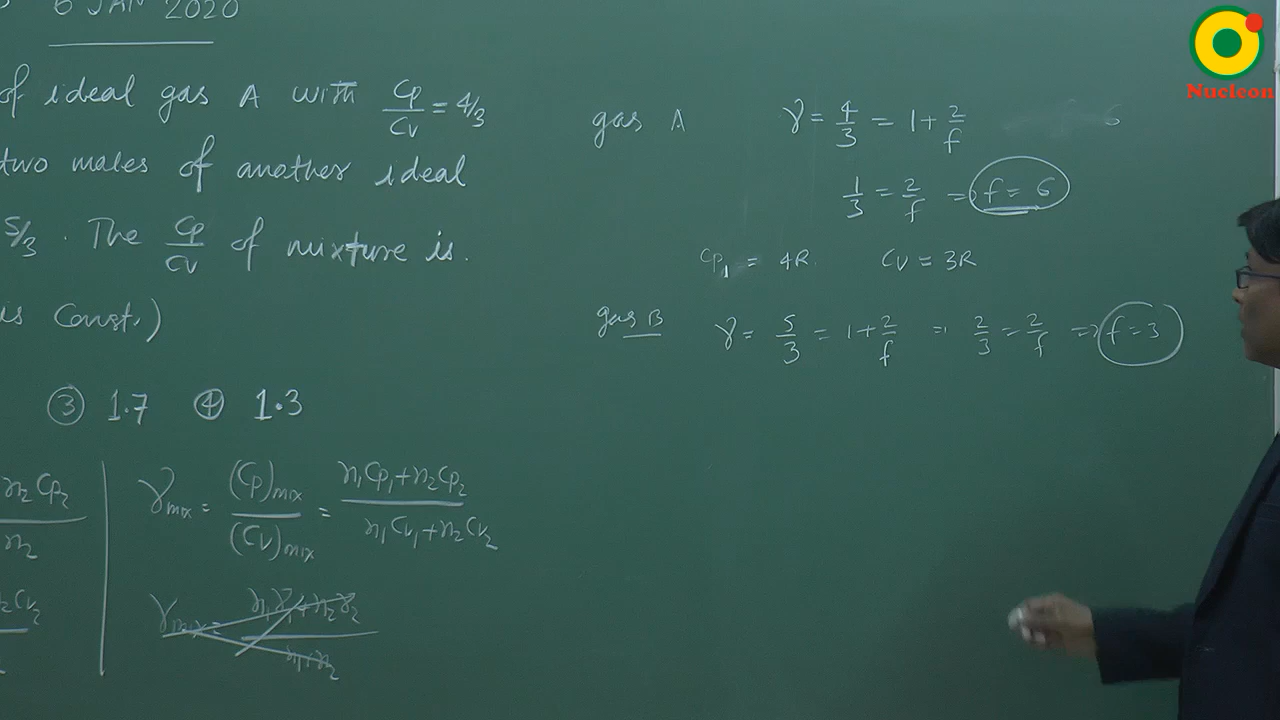 6 JAN 2020
of ideal gas A with Cp/Cv = 4/3
two moles of another ideal
5/3. The Cp/Cv of mixture is.
is Const.)
③ 1.7 ④ 1.3
n₂Cp₂
n₂
Cv₂
γmix = (Cp)mix/(Cv)mix = n₁Cp₁+n₂Cp₂/n₁Cv₁+n₂Cv₂
γmix = n₁γ₁+n₂γ₂/n₁+n₂
gas A γ = 4/3 = 1+2/f
1/3 = 2/f ⇒ f = 6
Cp₁ = 4R. Cv = 3R
gas B γ = 5/3 = 1+2/f ⇒ 2/3 = 2/f ⇒ f=3
Nucleon